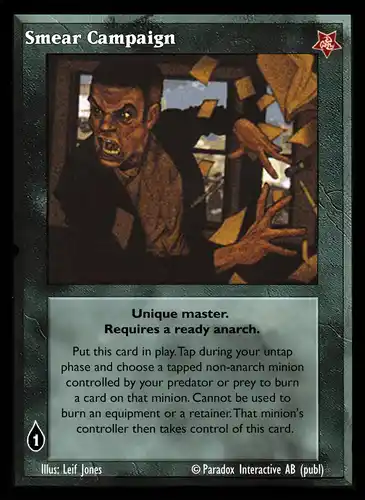 Smear Campaign
Unique master.
Requires a ready anarch.
Put this card in play. Tap during your untap
phase and choose a tapped non-anarch minion
controlled by your predator or prey to burn
a card on that minion. Cannot be used to
burn an equipment or a retainer. That minion's
controller then takes control of this card.
1
Illus: Leif Jones © Paradox Interactive AB (publ)